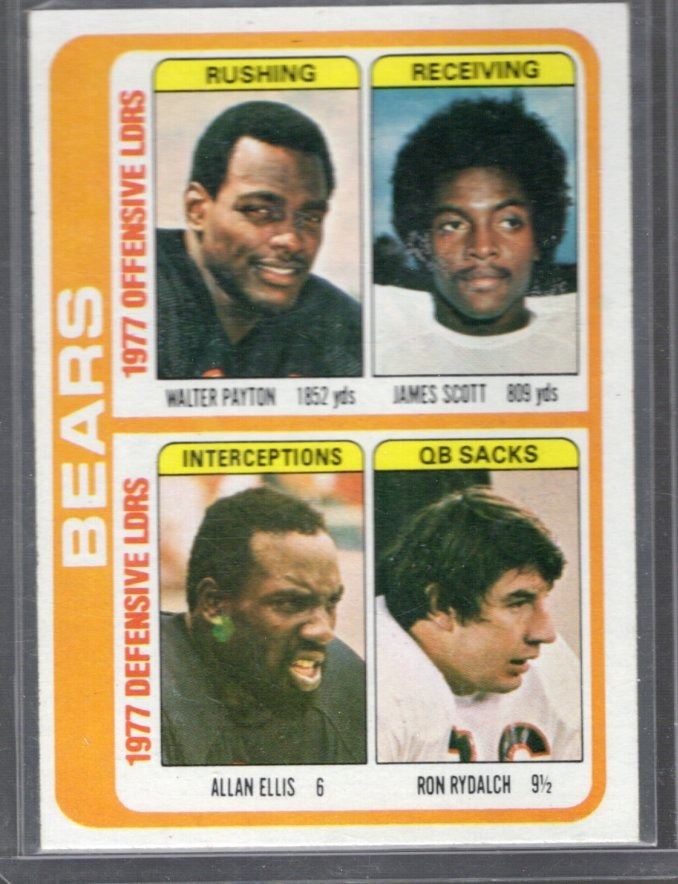 BEARS
1977 OFFENSIVE LDRS
RUSHING
WALTER PAYTON 1852 yds
RECEIVING
JAMES SCOTT 809 yds
1977 DEFENSIVE LDRS
INTERCEPTIONS
ALLAN ELLIS 6
QB SACKS
RON RYDALCH 9½